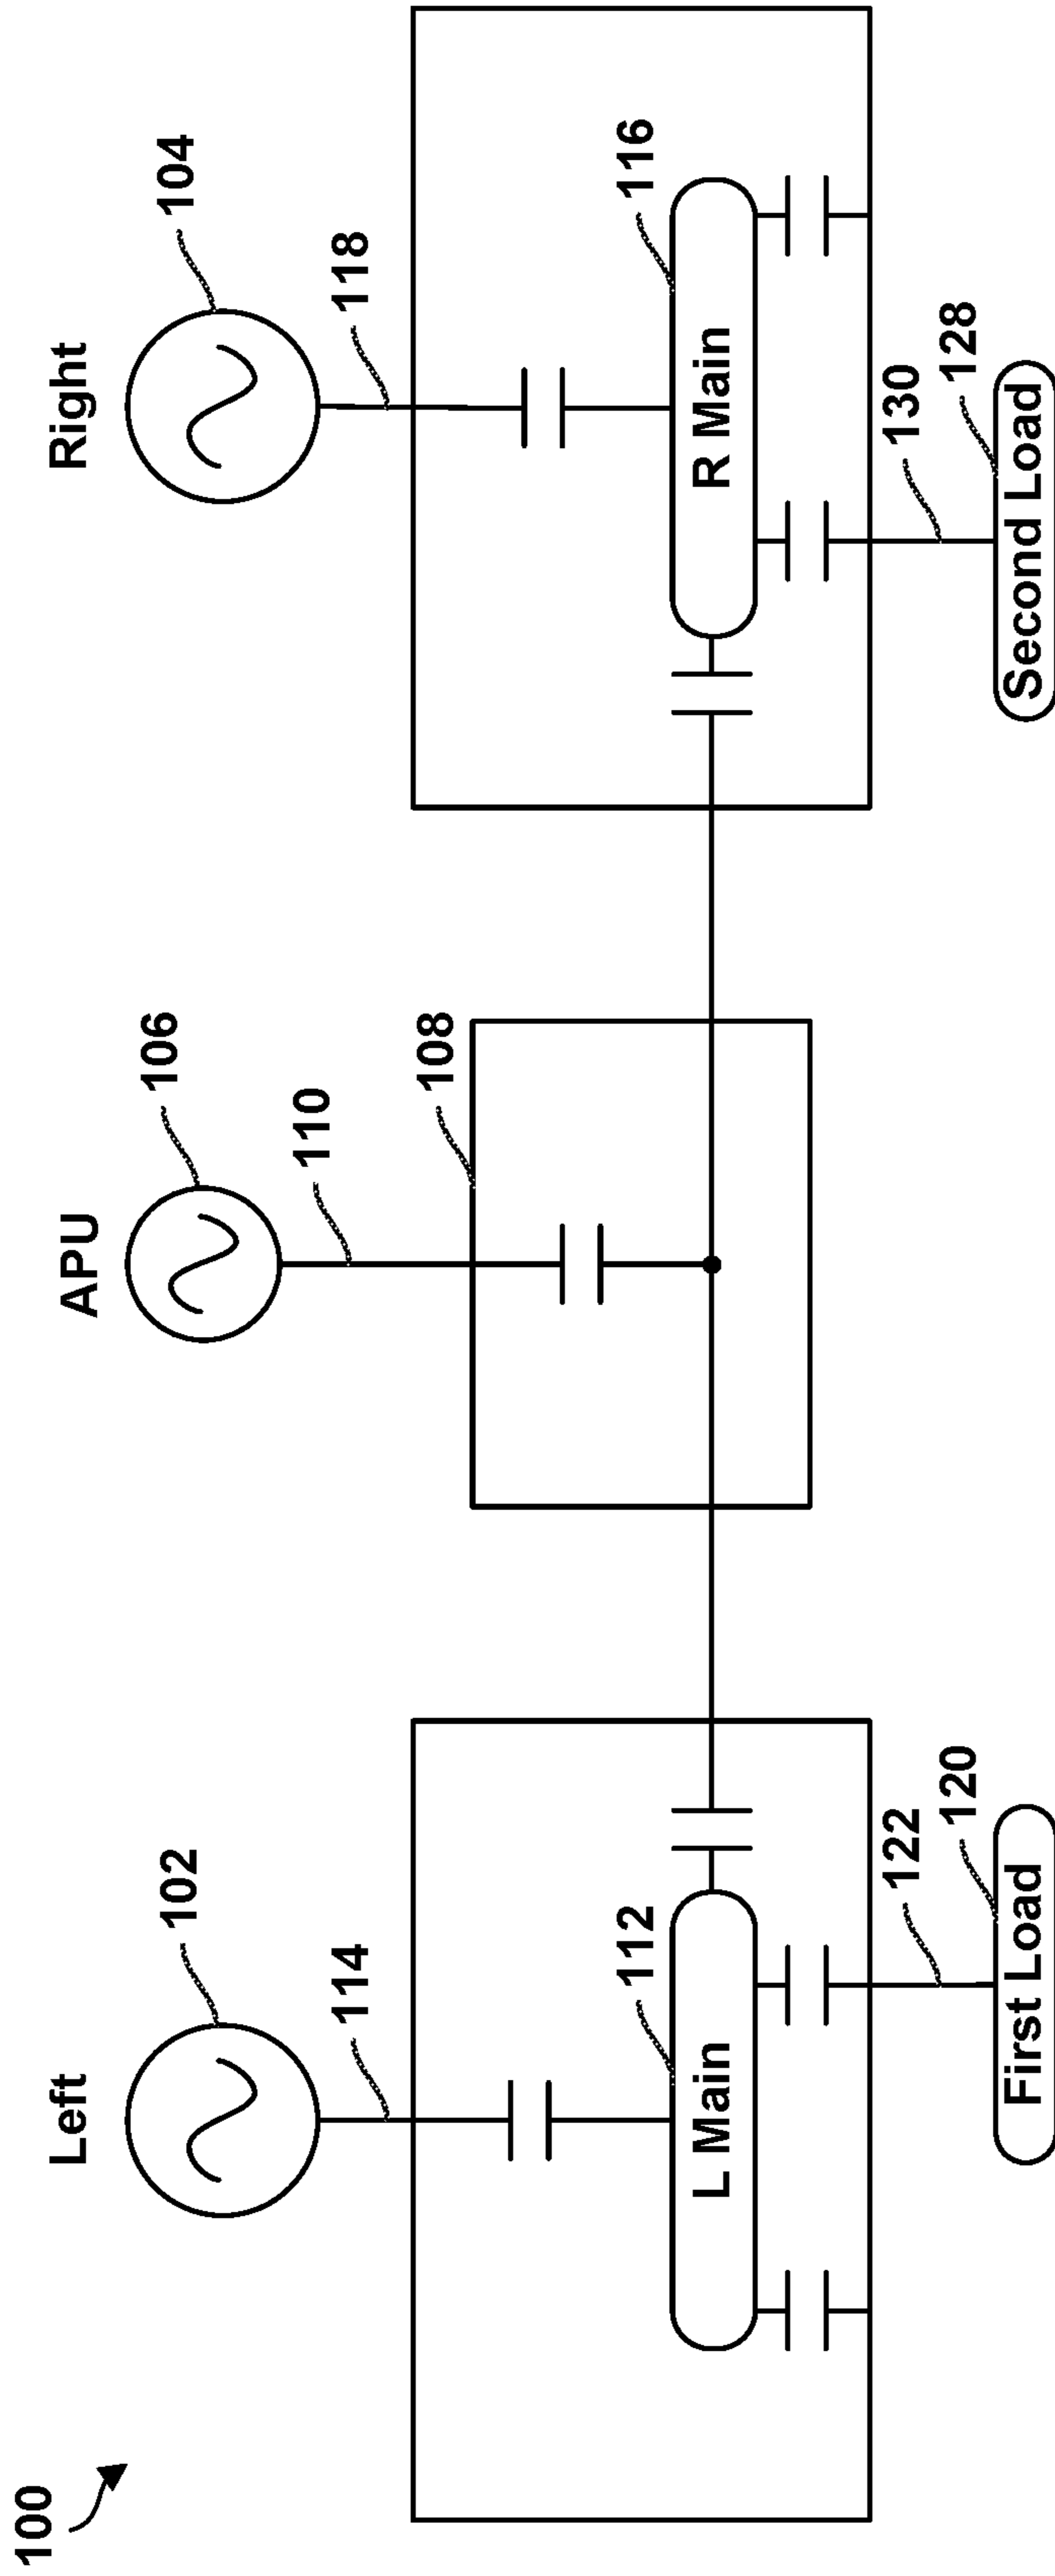 100
Left
APU
Right
102
106
104
114
110
118
108
112
116
L Main
R Main
122
130
120
128
First Load
Second Load